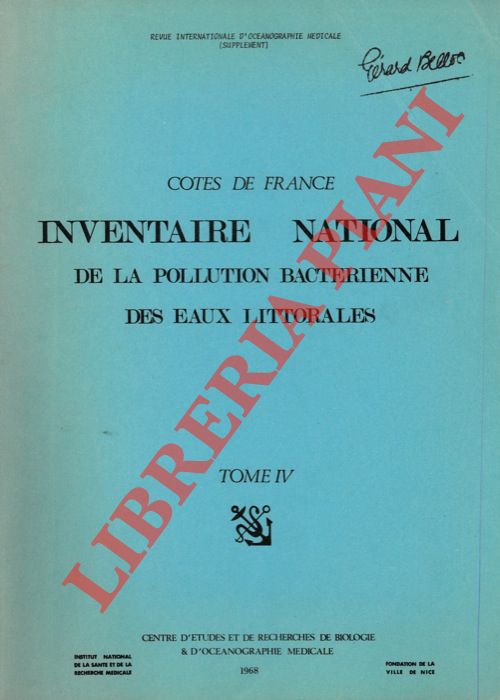 REVUE INTERNATIONALE D'OCEANOGRAPHIE MEDICALE
(SUPPLEMENT)
Gérard Belloc
COTES DE FRANCE
INVENTAIRE NATIONAL
DE LA POLLUTION BACTERIENNE
DES EAUX LITTORALES
LIBRERIA PIANI
TOME IV
CENTRE D'ETUDES ET DE RECHERCHES DE BIOLOGIE
& D'OCEANOGRAPHIE MEDICALE
INSTITUT NATIONAL
DE LA SANTE ET DE LA
RECHERCHE MEDICALE
1968
FONDATION DE LA
VILLE DE NICE